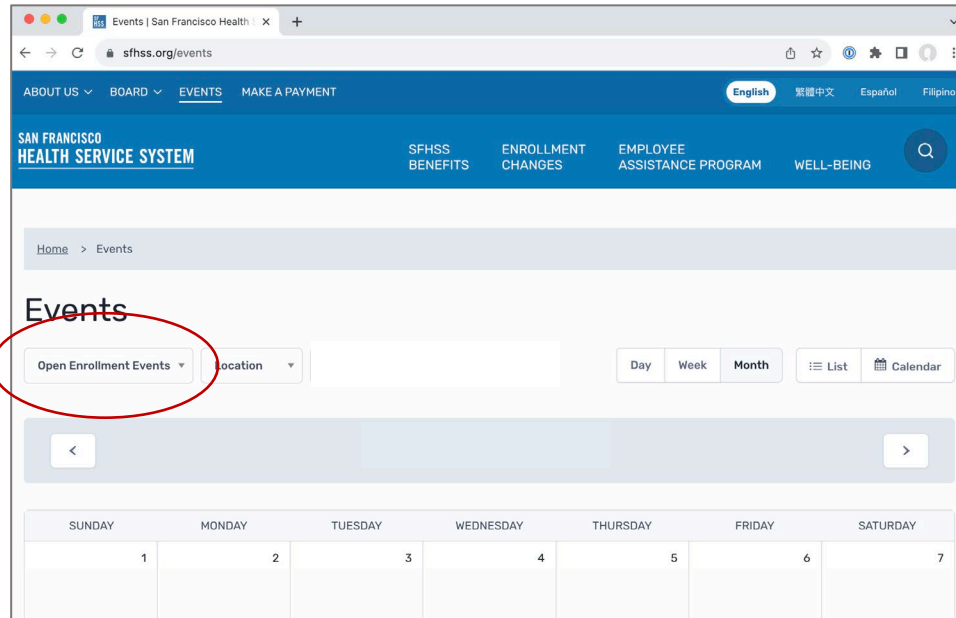 Events | San Francisco Health S
sfhss.org/events
ABOUT US BOARD EVENTS MAKE A PAYMENT English 繁體中文 Español Filipino
SAN FRANCISCO
HEALTH SERVICE SYSTEM
SFHSS BENEFITS ENROLLMENT CHANGES EMPLOYEE ASSISTANCE PROGRAM WELL-BEING
Home > Events
Events
Open Enrollment Events Location Day Week Month List Calendar
< >
SUNDAY MONDAY TUESDAY WEDNESDAY THURSDAY FRIDAY SATURDAY
1 2 3 4 5 6 7